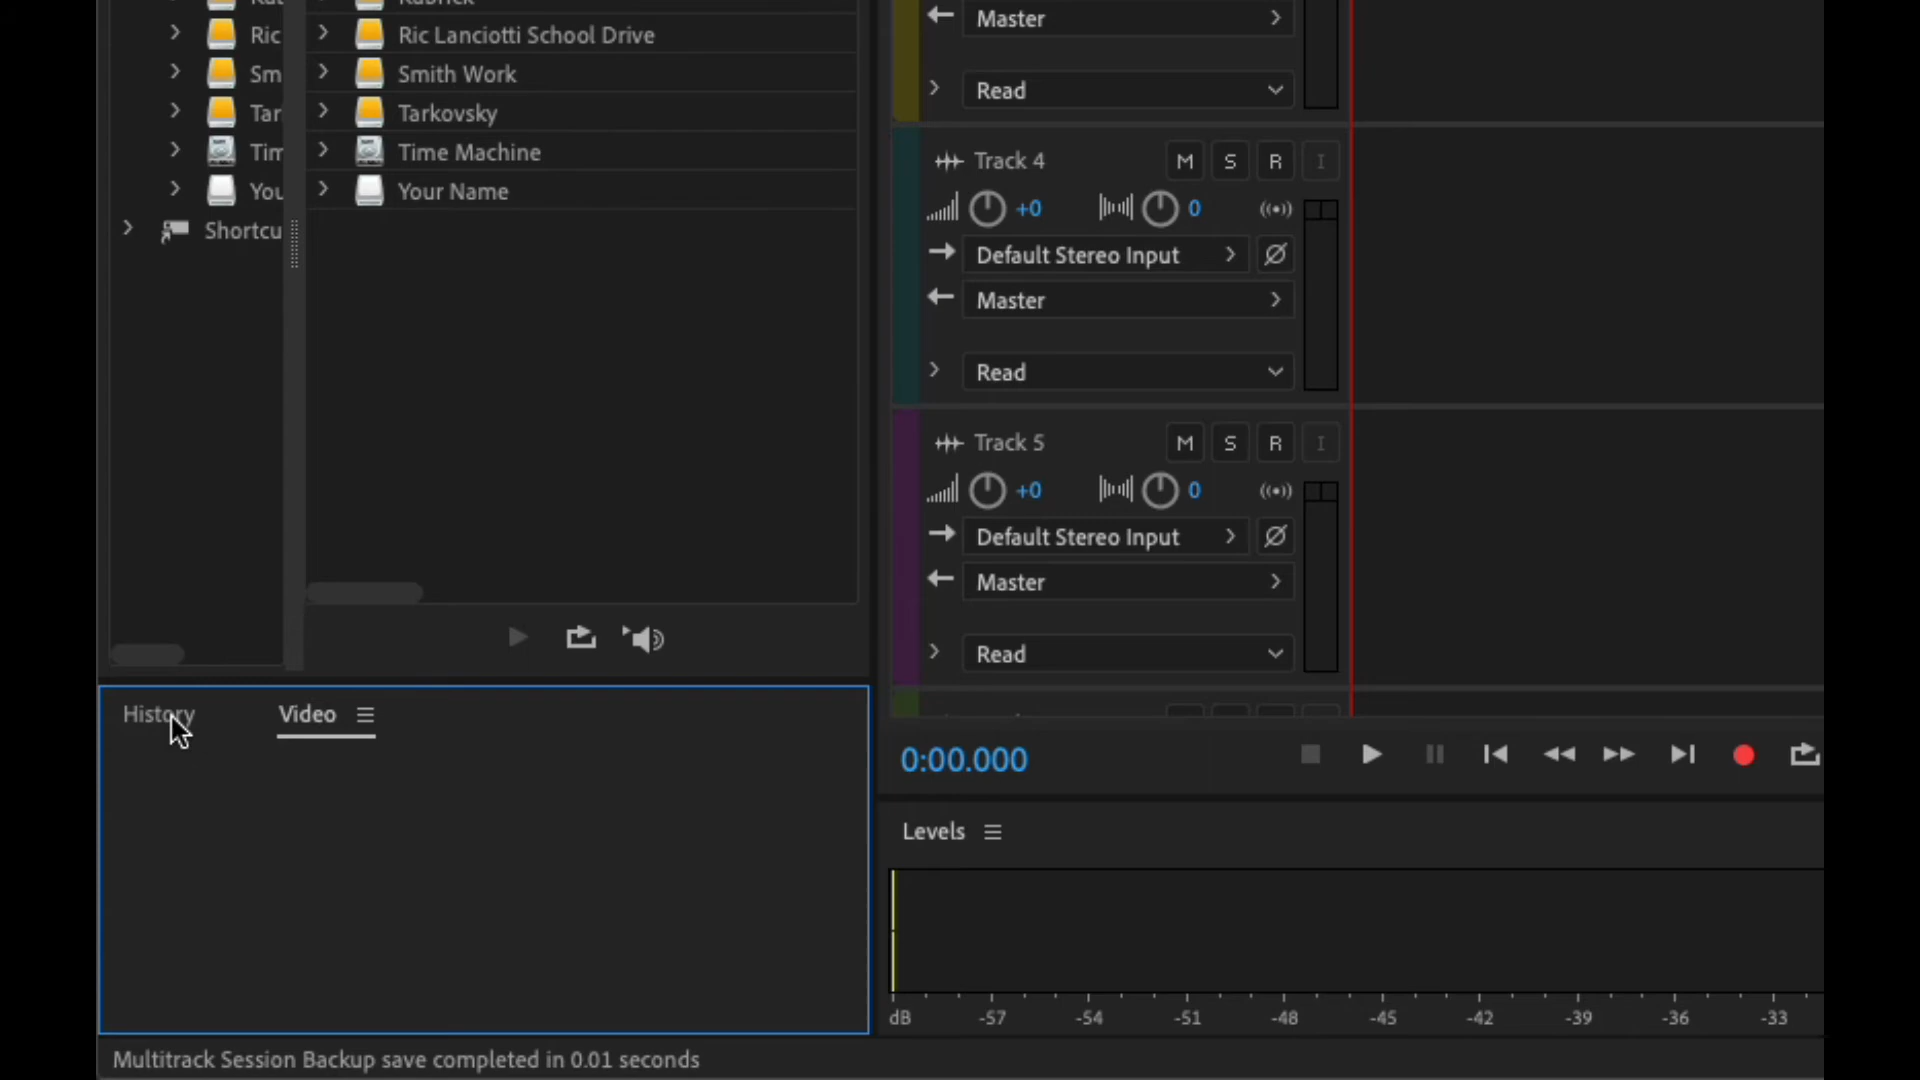 Ric
Ric Lanciotti School Drive
Sm
Smith Work
Tar
Tarkovsky
Tim
Time Machine
You
Your Name
Shortcu
Master
Read
Track 4
M S R I
+0 0
Default Stereo Input
Master
Read
Track 5
M S R I
+0 0
Default Stereo Input
Master
Read
History Video
0:00.000
Levels
dB -57 -54 -51 -48 -45 -42 -39 -36 -33
Multitrack Session Backup save completed in 0.01 seconds